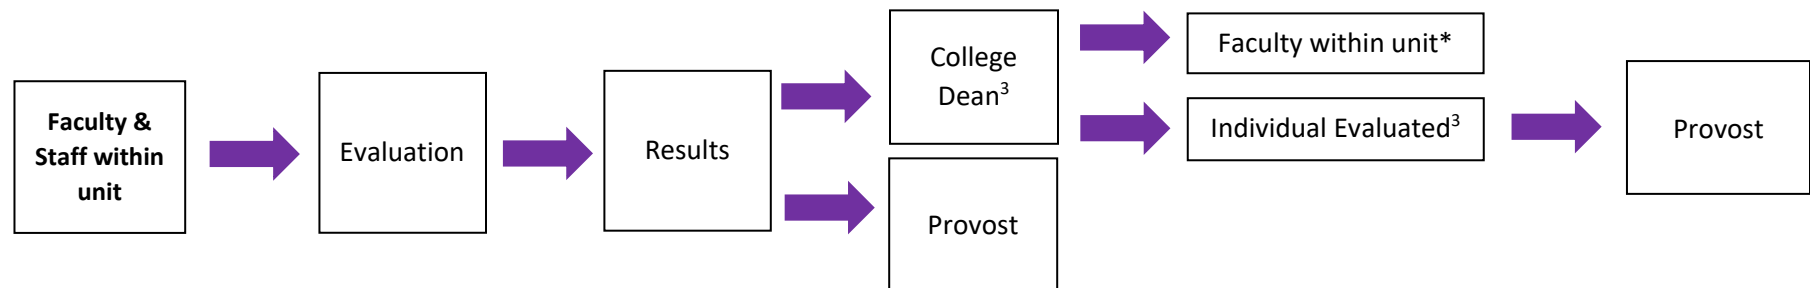 Faculty &
Staff within
unit
Evaluation
Results
College
Dean³
Provost
Faculty within unit*
Individual Evaluated³
Provost